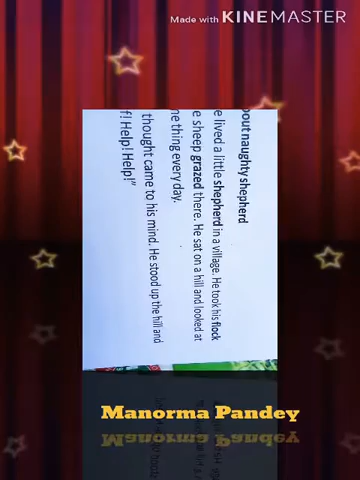 Made with KINEMASTER
bout naughty shepherd
e lived a little shepherd in a village. He took his flock
e sheep grazed there. He sat on a hill and looked at
ne thing every day.
thought came to his mind. He stood up the hill and
f! Help! Help!”
Manorma Pandey